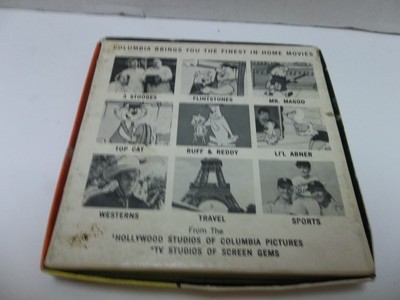 COLUMBIA BRINGS YOU THE FINEST IN HOME MOVIES
3 STOOGES FLINTSTONES MR. MAGOO
TOP CAT RUFF & REDDY LI'L ABNER
WESTERNS TRAVEL SPORTS
From The
*HOLLYWOOD STUDIOS OF COLUMBIA PICTURES
*TV STUDIOS OF SCREEN GEMS